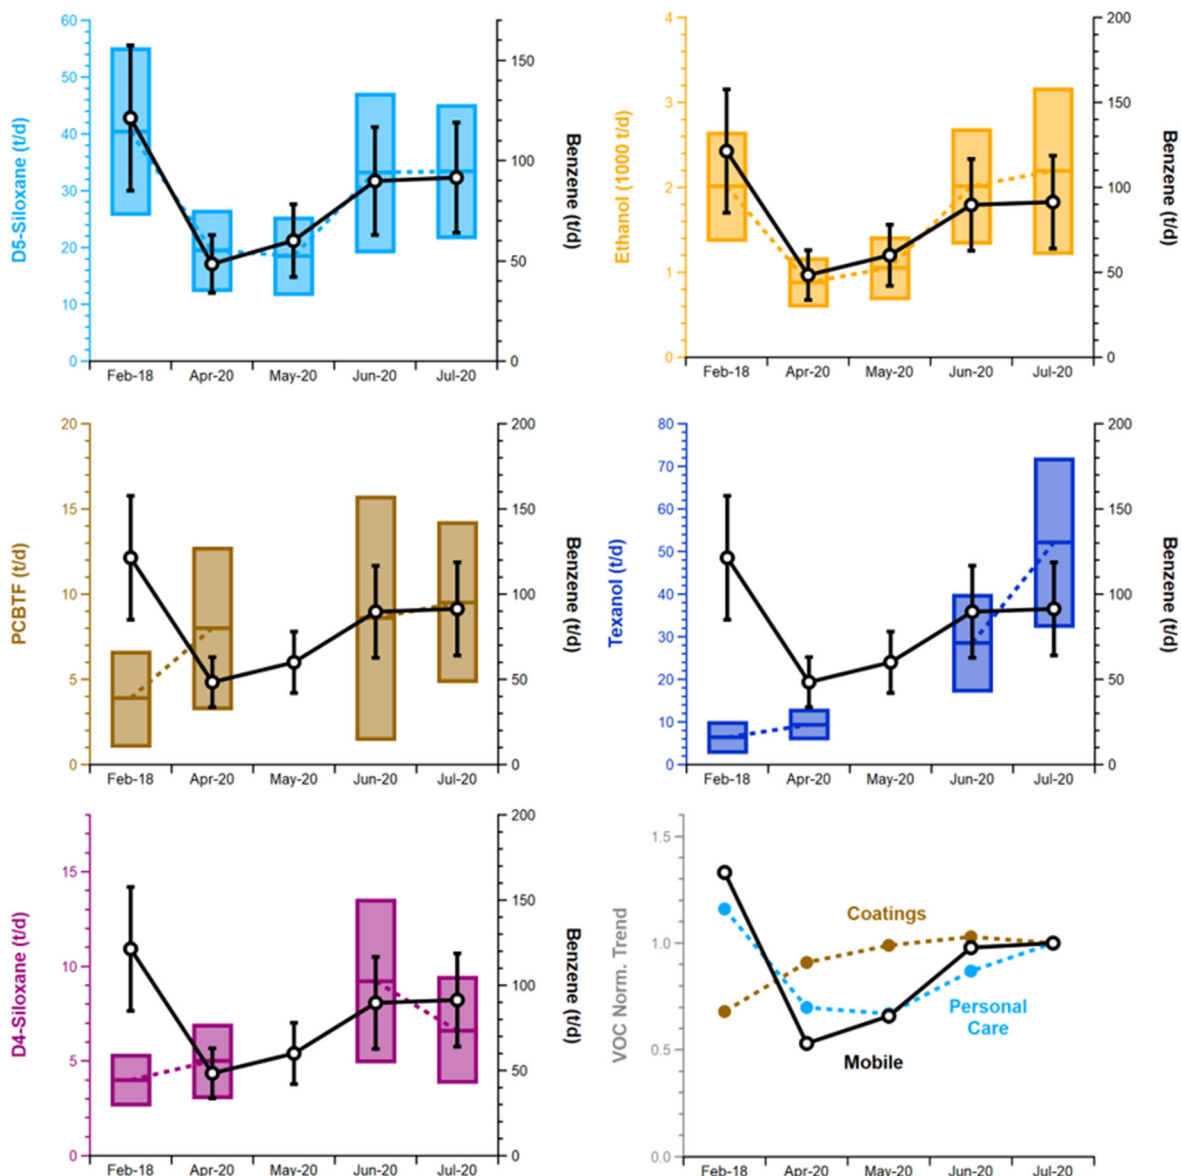 60
50
40
30
20
10
0
D5-Siloxane (t/d)
150
100
50
0
Benzene (t/d)
Feb-18 Apr-20 May-20 Jun-20 Jul-20
4
3
2
1
0
Ethanol (1000 t/d)
200
150
100
50
0
Benzene (t/d)
Feb-18 Apr-20 May-20 Jun-20 Jul-20
20
15
10
5
0
PCBTF (t/d)
200
150
100
50
0
Benzene (t/d)
Feb-18 Apr-20 May-20 Jun-20 Jul-20
80
70
60
50
40
30
20
10
0
Texanol (t/d)
200
150
100
50
0
Benzene (t/d)
Feb-18 Apr-20 May-20 Jun-20 Jul-20
15
10
5
0
D4-Siloxane (t/d)
200
150
100
50
0
Benzene (t/d)
Feb-18 Apr-20 May-20 Jun-20 Jul-20
1.5
1.0
0.5
0.0
VOC Norm. Trend
Coatings
Personal
Care
Mobile
Feb-18 Apr-20 May-20 Jun-20 Jul-20